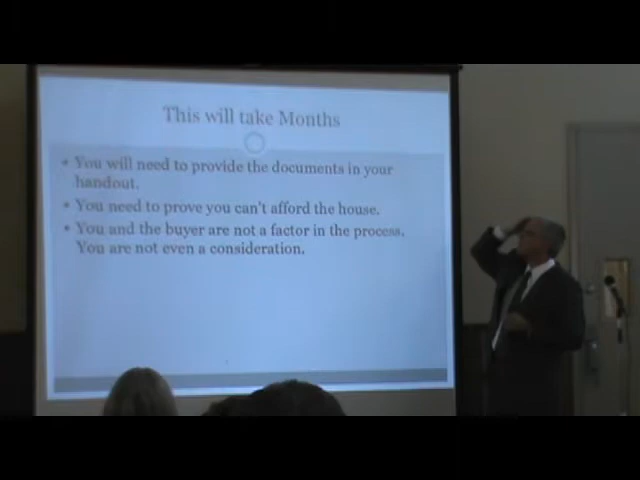 This will take Months
• You will need to provide the documents in your
handout.
• You need to prove you can't afford the house.
• You and the buyer are not a factor in the process.
You are not even a consideration.